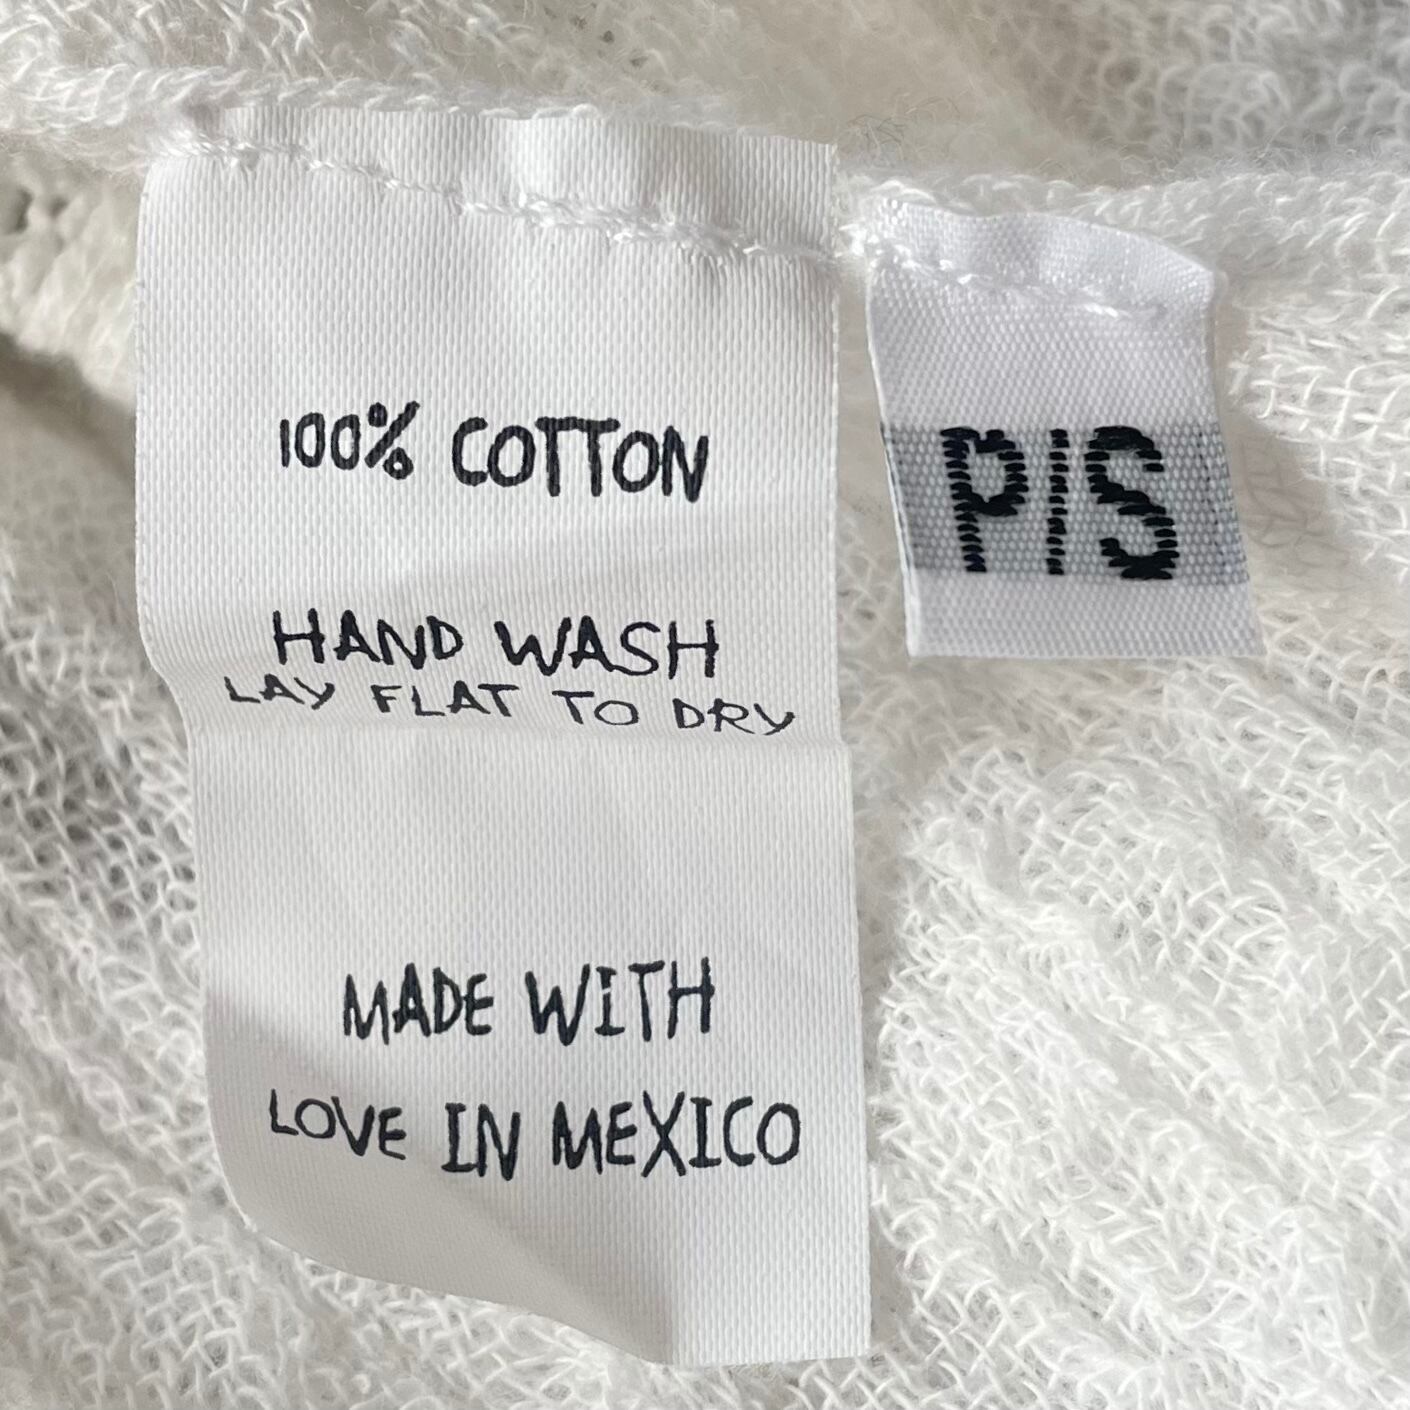 100% COTTON
HAND WASH
LAY FLAT TO DRY
MADE WITH
LOVE IN MEXICO
P/S